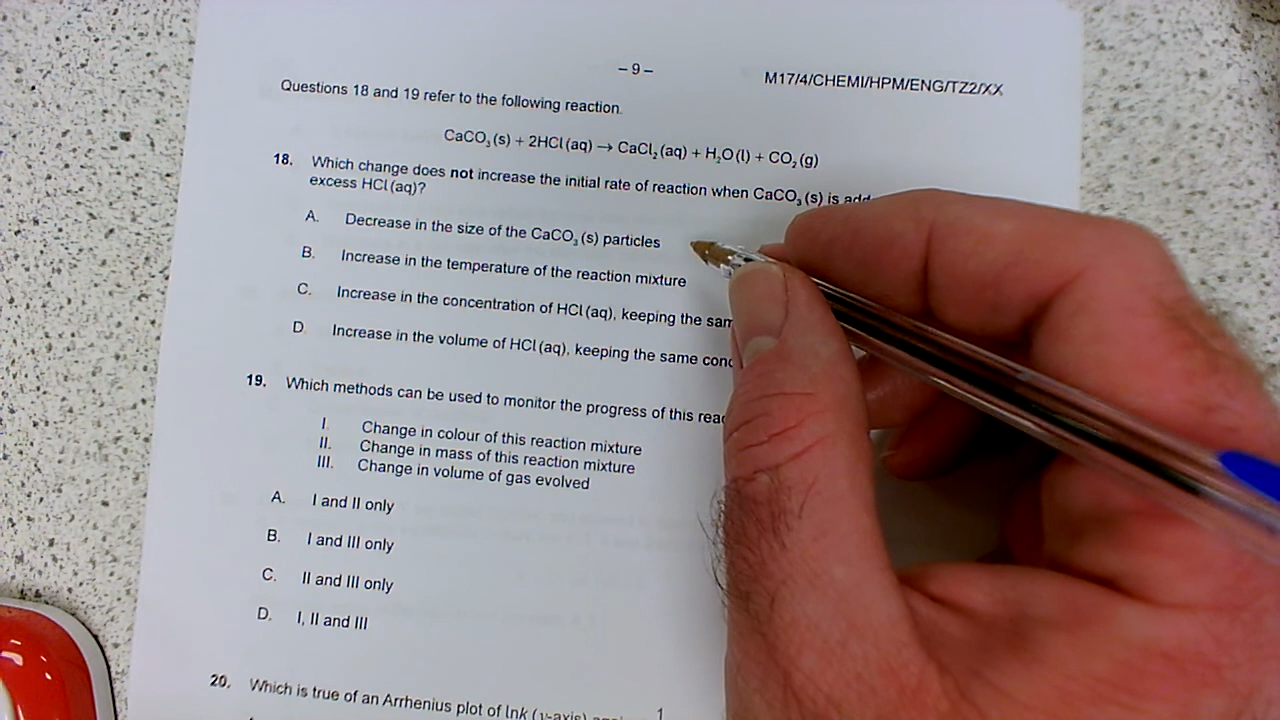 – 9 –
M17/4/CHEMI/HPM/ENG/TZ2/XX
Questions 18 and 19 refer to the following reaction.
CaCO₃ (s) + 2HCl (aq) → CaCl₂ (aq) + H₂O (l) + CO₂ (g)
18. Which change does not increase the initial rate of reaction when CaCO₃ (s) is
excess HCl (aq)?
A. Decrease in the size of the CaCO₃ (s) particles
B. Increase in the temperature of the reaction mixture
C. Increase in the concentration of HCl (aq), keeping the
D. Increase in the volume of HCl (aq), keeping the same
19. Which methods can be used to monitor the progress of this
I. Change in colour of this reaction mixture
II. Change in mass of this reaction mixture
III. Change in volume of gas evolved
A. I and II only
B. I and III only
C. II and III only
D. I, II and III
20. Which is true of an Arrhenius plot of lnk (y-axis)
1